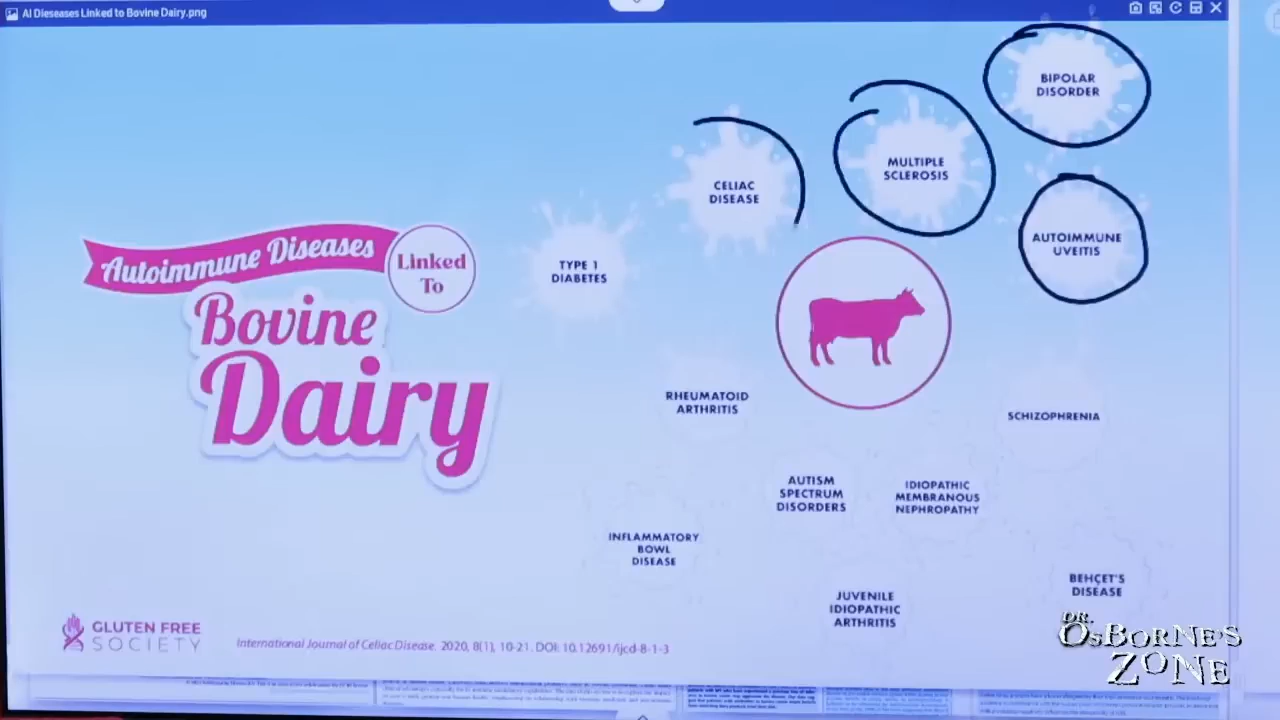 AI Dieseases Linked to Bovine Dairy.png
BIPOLAR
DISORDER
MULTIPLE
SCLEROSIS
CELIAC
DISEASE
AUTOIMMUNE
UVEITIS
TYPE 1
DIABETES
Autoimmune Diseases
Linked
To
Bovine
Dairy
RHEUMATOID
ARTHRITIS
SCHIZOPHRENIA
AUTISM
SPECTRUM
DISORDERS
IDIOPATHIC
MEMBRANOUS
NEPHROPATHY
INFLAMMATORY
BOWL
DISEASE
JUVENILE
IDIOPATHIC
ARTHRITIS
BEHÇET'S
DISEASE
GLUTEN FREE
SOCIETY
International Journal of Celiac Disease. 2020, 8(1), 10-21. DOI: 10.12691/ijcd-8-1-3
DR.
OSBORNE'S
ZONE